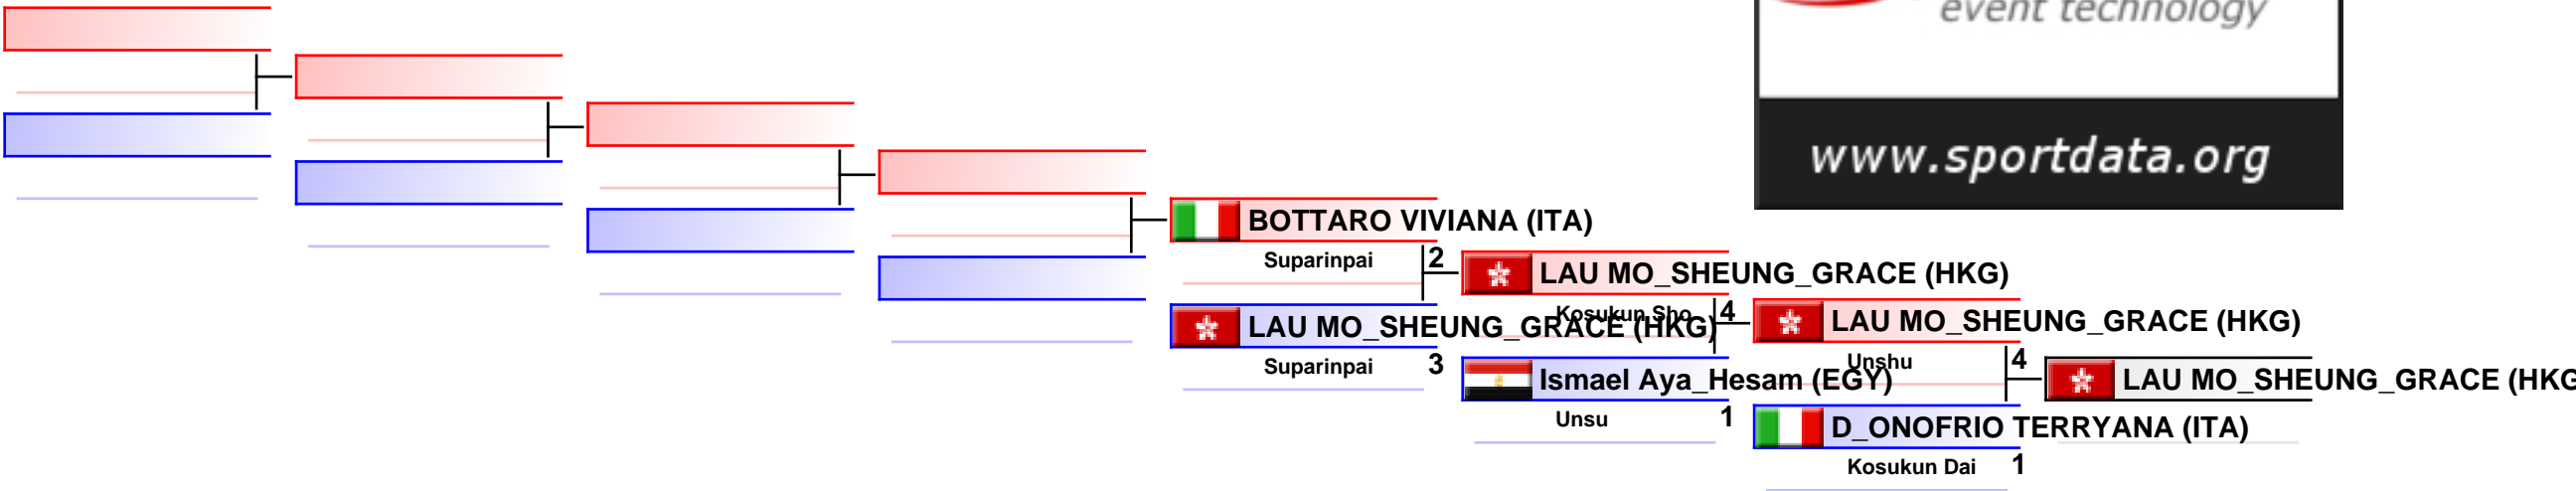 event technology
www.sportdata.org
BOTTARO VIVIANA (ITA)
Suparinpai
2
LAU MO_SHEUNG_GRACE (HKG)
Suparinpai
3
LAU MO_SHEUNG_GRACE (HKG)
Kosukun Sho
4
Ismael Aya_Hesam (EGY)
Unsu
1
LAU MO_SHEUNG_GRACE (HKG)
Unshu
4
D_ONOFRIO TERRYANA (ITA)
Kosukun Dai
1
LAU MO_SHEUNG_GRACE (HKG